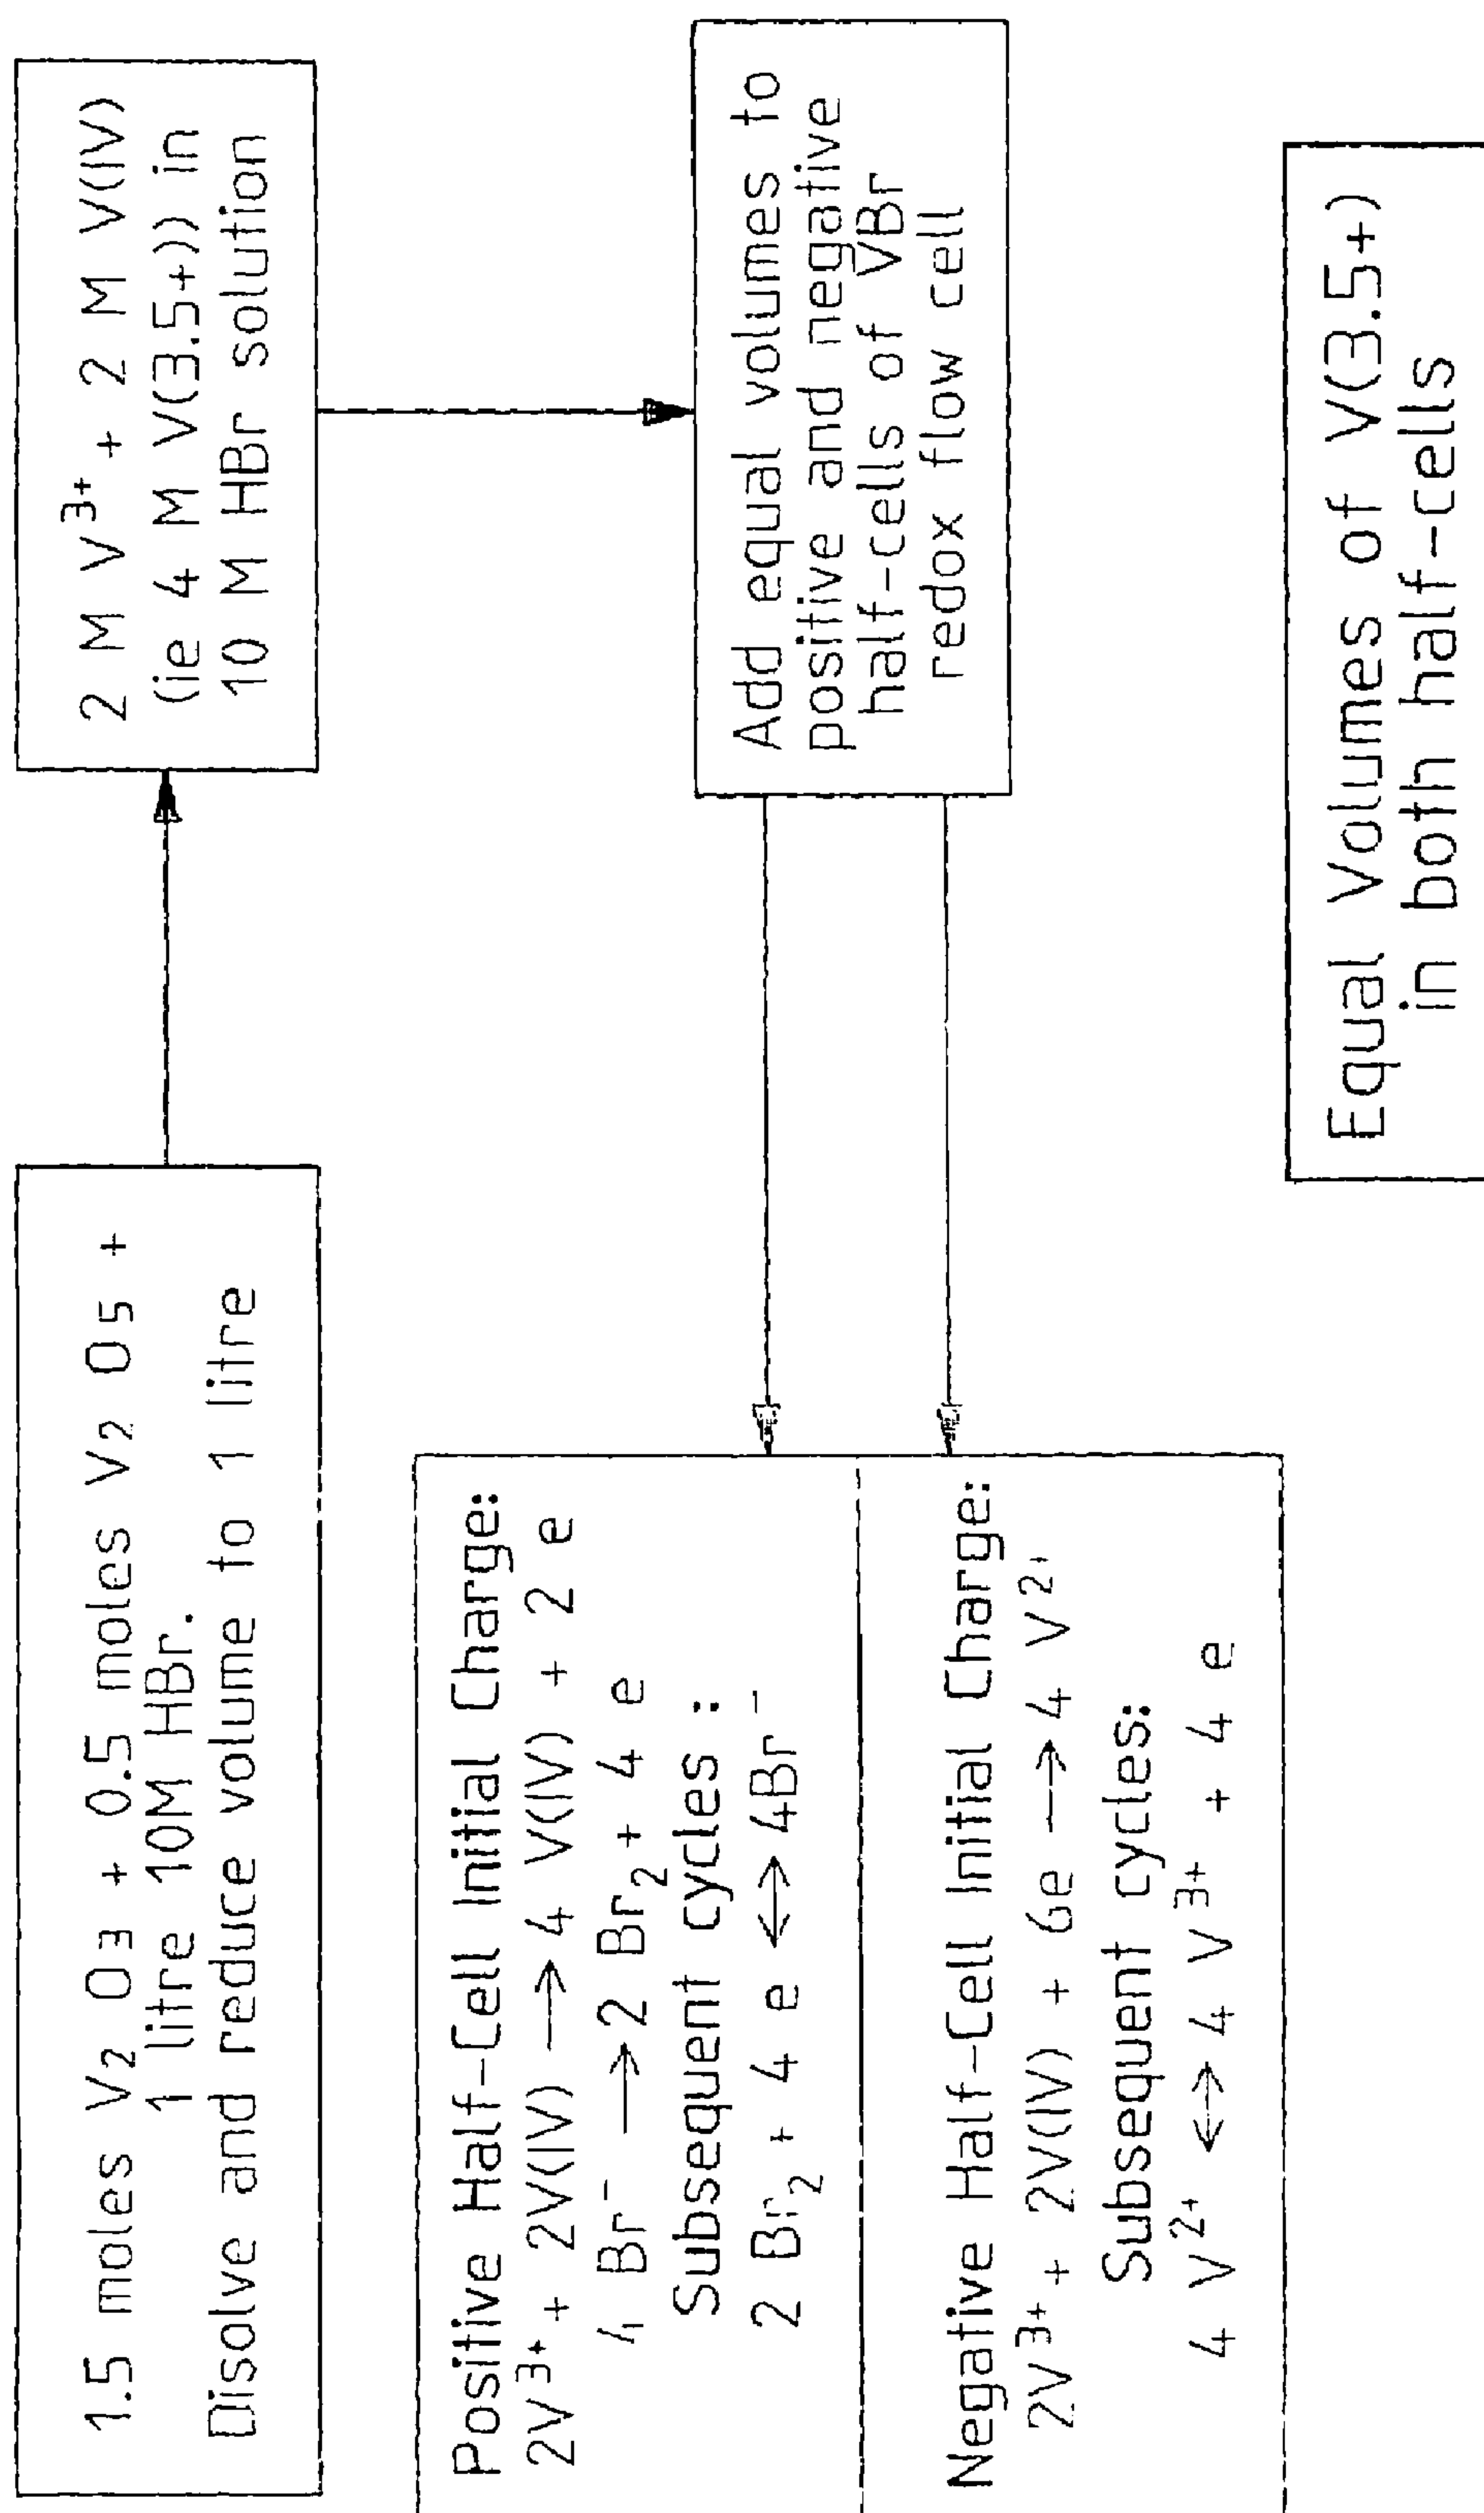 1.5 moles V₂ O₃ + 0.5 moles V₂ O₅ +
1 litre 10M HBr.
Disolve and reduce volume to 1 litre
2 M V³⁺ + 2 M V(IV)
(ie 4 M V(3.5+)) in
10 M HBr solution
Add equal volumes to
positive and negative
half-cells of VBr
redox flow cell
Positive Half-Cell Initial Charge:
2V³⁺ + 2V(IV) → 4 V(IV) + 2 e
4 Br⁻ → 2 Br₂ + 4 e
Subsequent cycles :
2 Br₂ + 4 e ↔ 4Br⁻
Negative Half-Cell Initial Charge:
2V³⁺ + 2V(IV) + 6e → 4 V²⁺
Subsequent cycles:
4 V²⁺ ↔ 4 V³⁺ + 4 e
Equal Volumes of V(3.5+)
in both half-cells